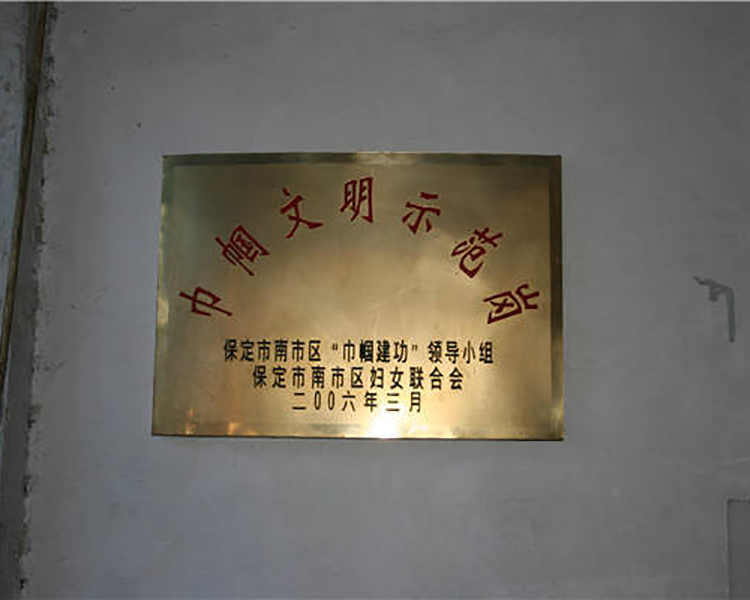 巾帼文明示范岗
保定市南市区“巾帼建功”领导小组
保定市南市区妇女联合会
二00六年三月